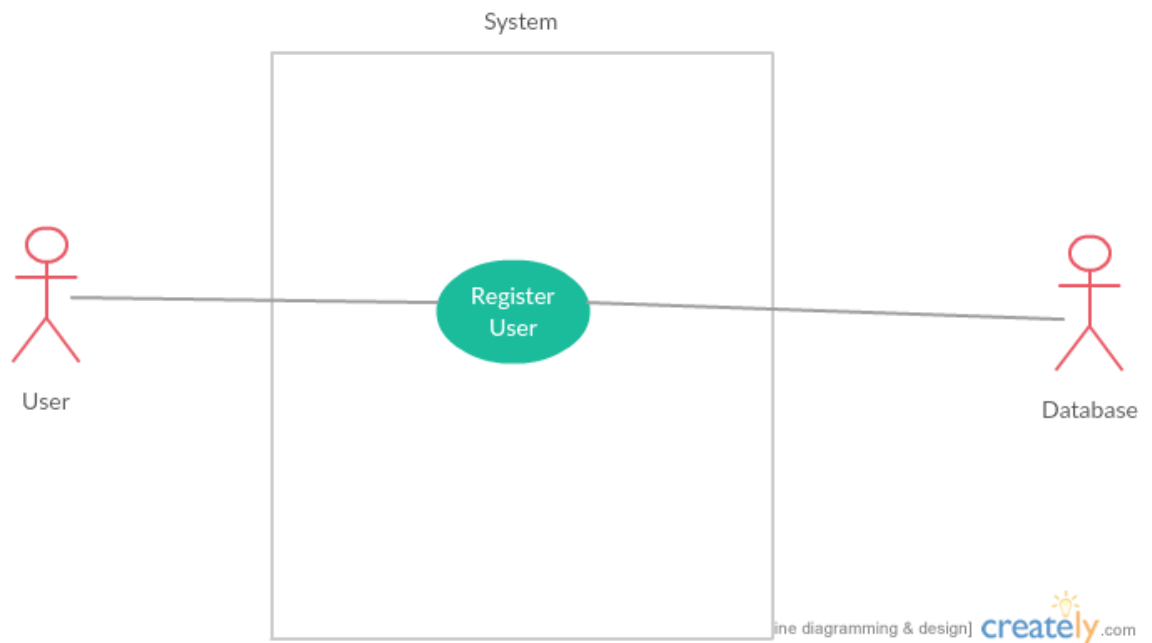 System
Register
User
User
Database
ine diagramming & design] creately.com